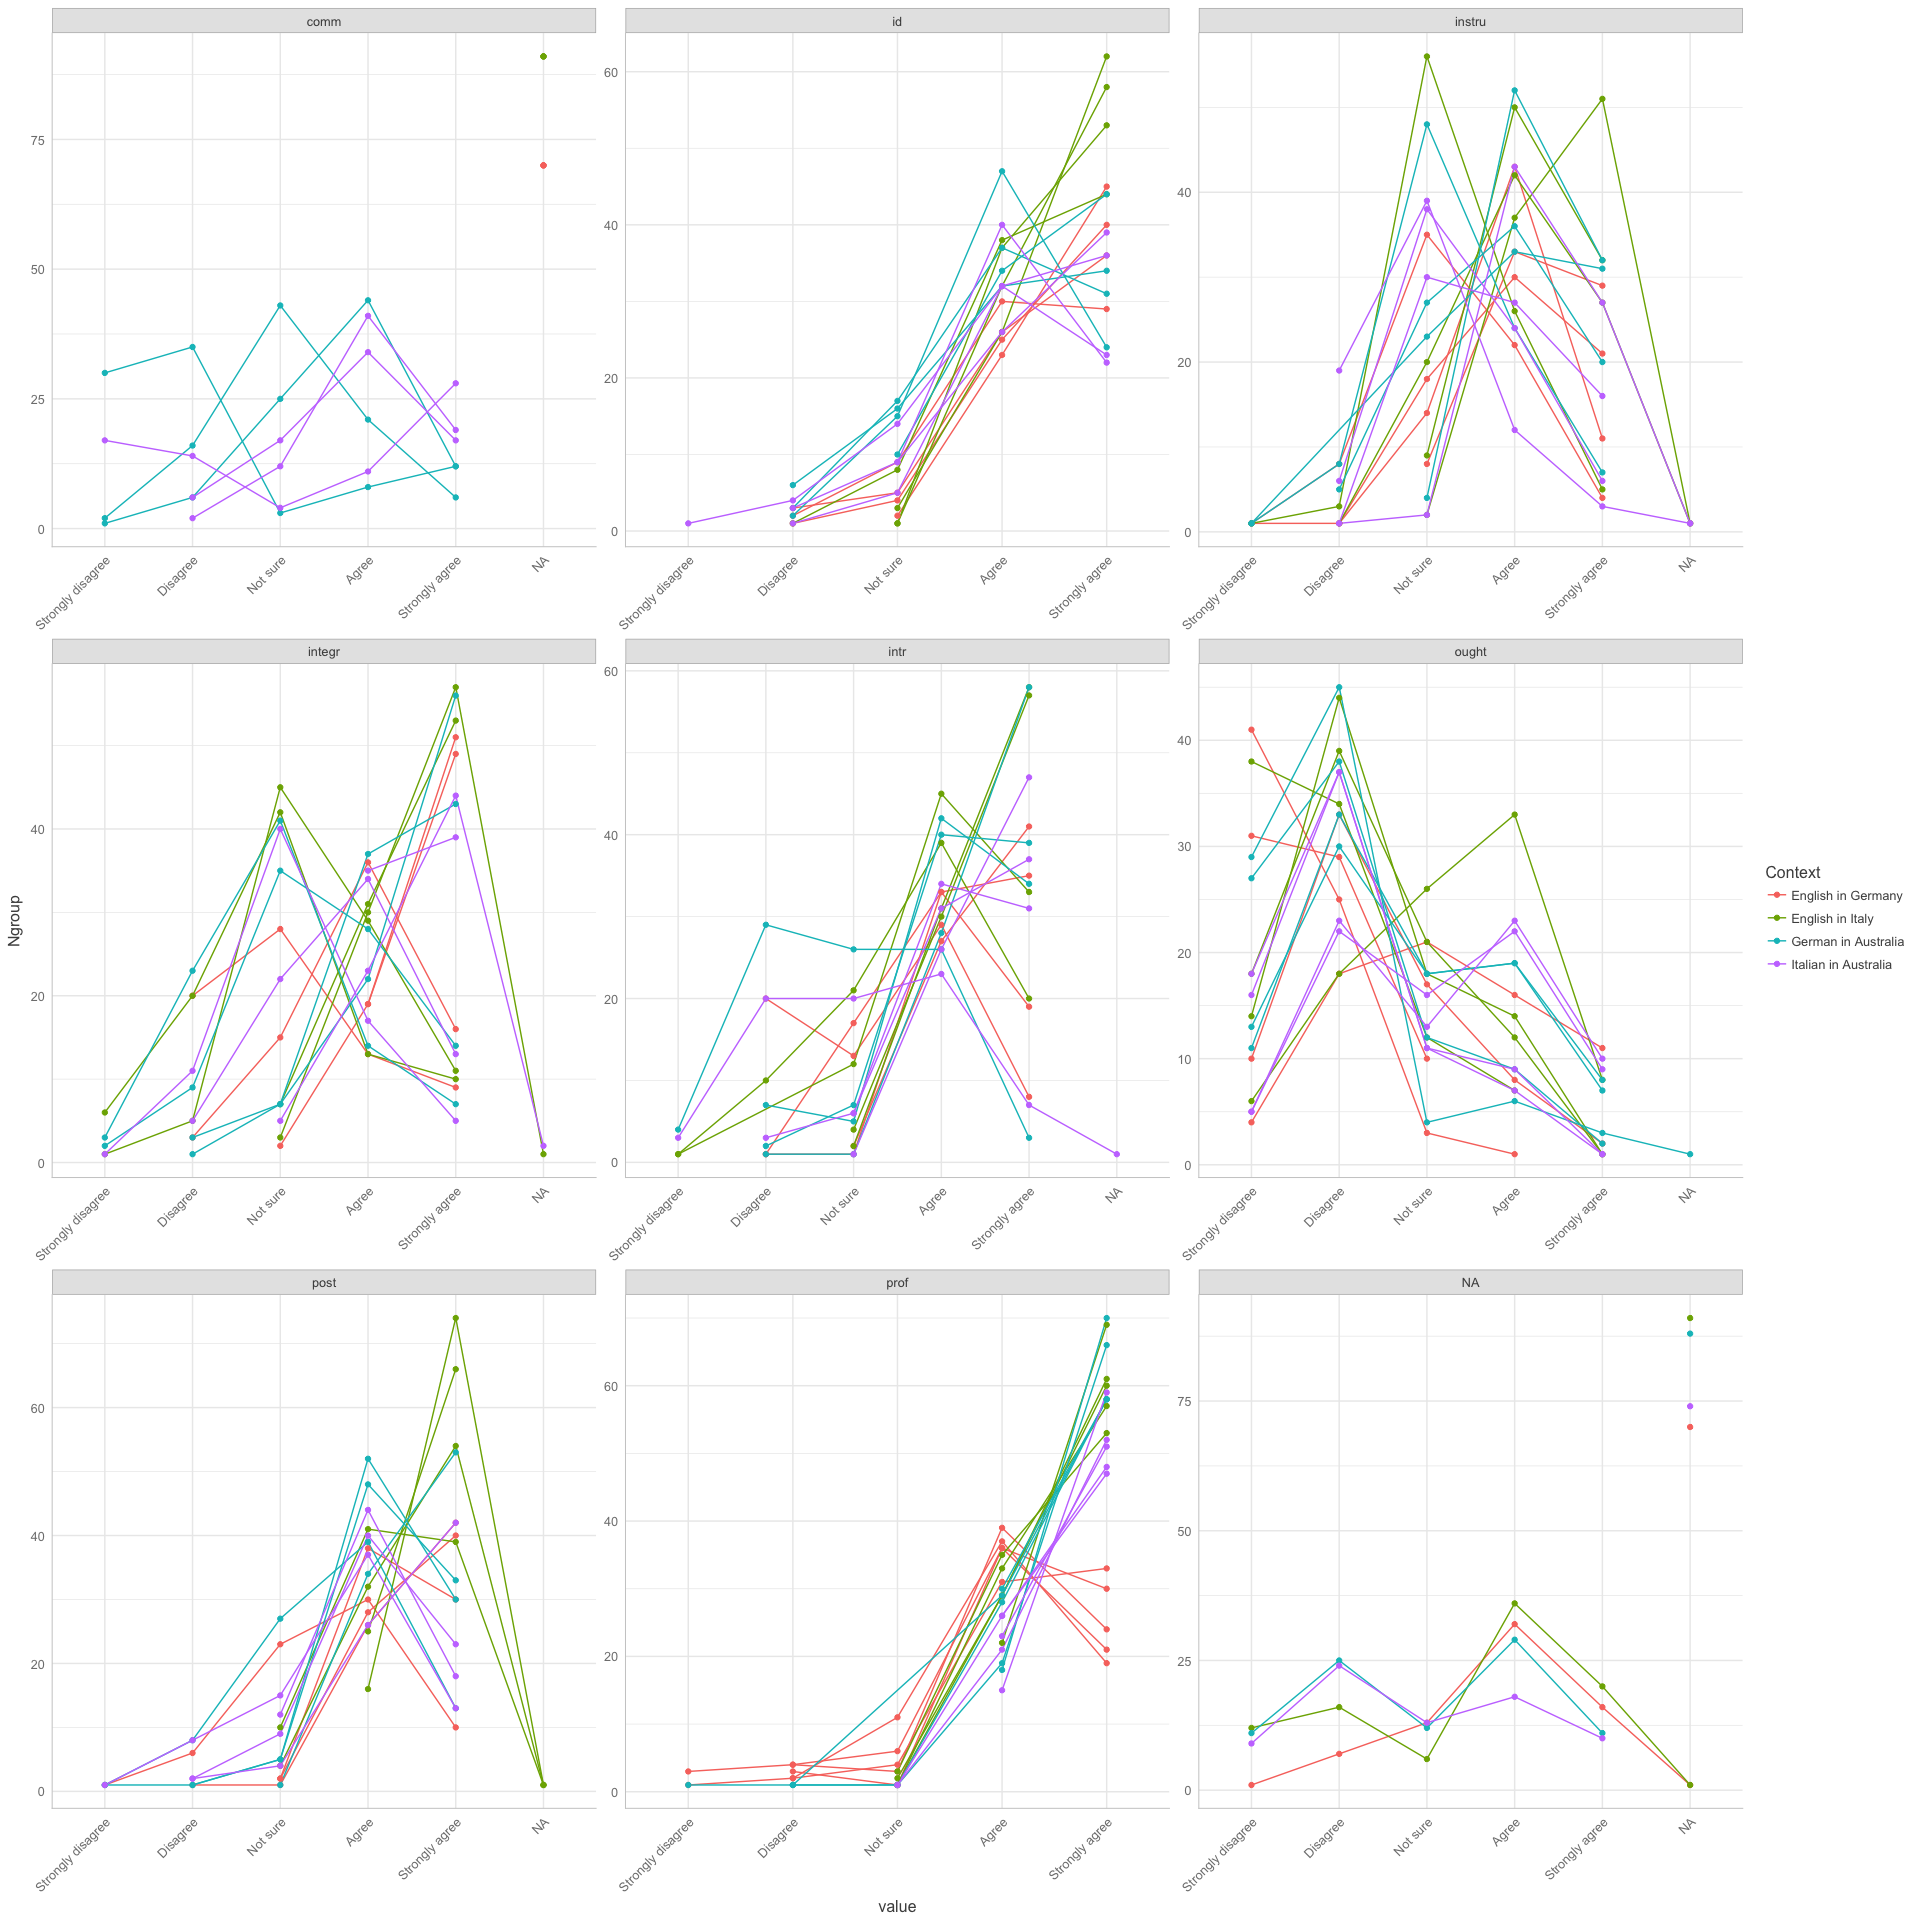 comm
id
instru
75
50
25
0
60
40
20
0
40
20
0
Strongly disagree
Disagree
Not sure
Agree
Strongly agree
NA
Strongly disagree
Disagree
Not sure
Agree
Strongly agree
Strongly disagree
Disagree
Not sure
Agree
Strongly agree
NA
integr
intr
ought
40
20
0
60
40
20
0
40
30
20
10
0
Strongly disagree
Disagree
Not sure
Agree
Strongly agree
NA
Strongly disagree
Disagree
Not sure
Agree
Strongly agree
NA
Strongly disagree
Disagree
Not sure
Agree
Strongly agree
NA
Ngroup
Context
English in Germany
English in Italy
German in Australia
Italian in Australia
post
prof
NA
60
40
20
0
60
40
20
0
75
50
25
0
Strongly disagree
Disagree
Not sure
Agree
Strongly agree
NA
Strongly disagree
Disagree
Not sure
Agree
Strongly agree
Strongly disagree
Disagree
Not sure
Agree
Strongly agree
NA
value